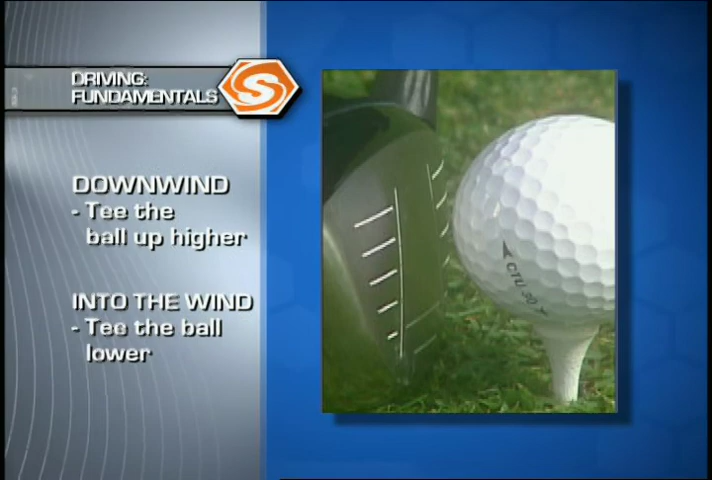 DRIVING:
FUNDAMENTALS
S
DOWNWIND
- Tee the
ball up higher
INTO THE WIND
- Tee the ball
lower